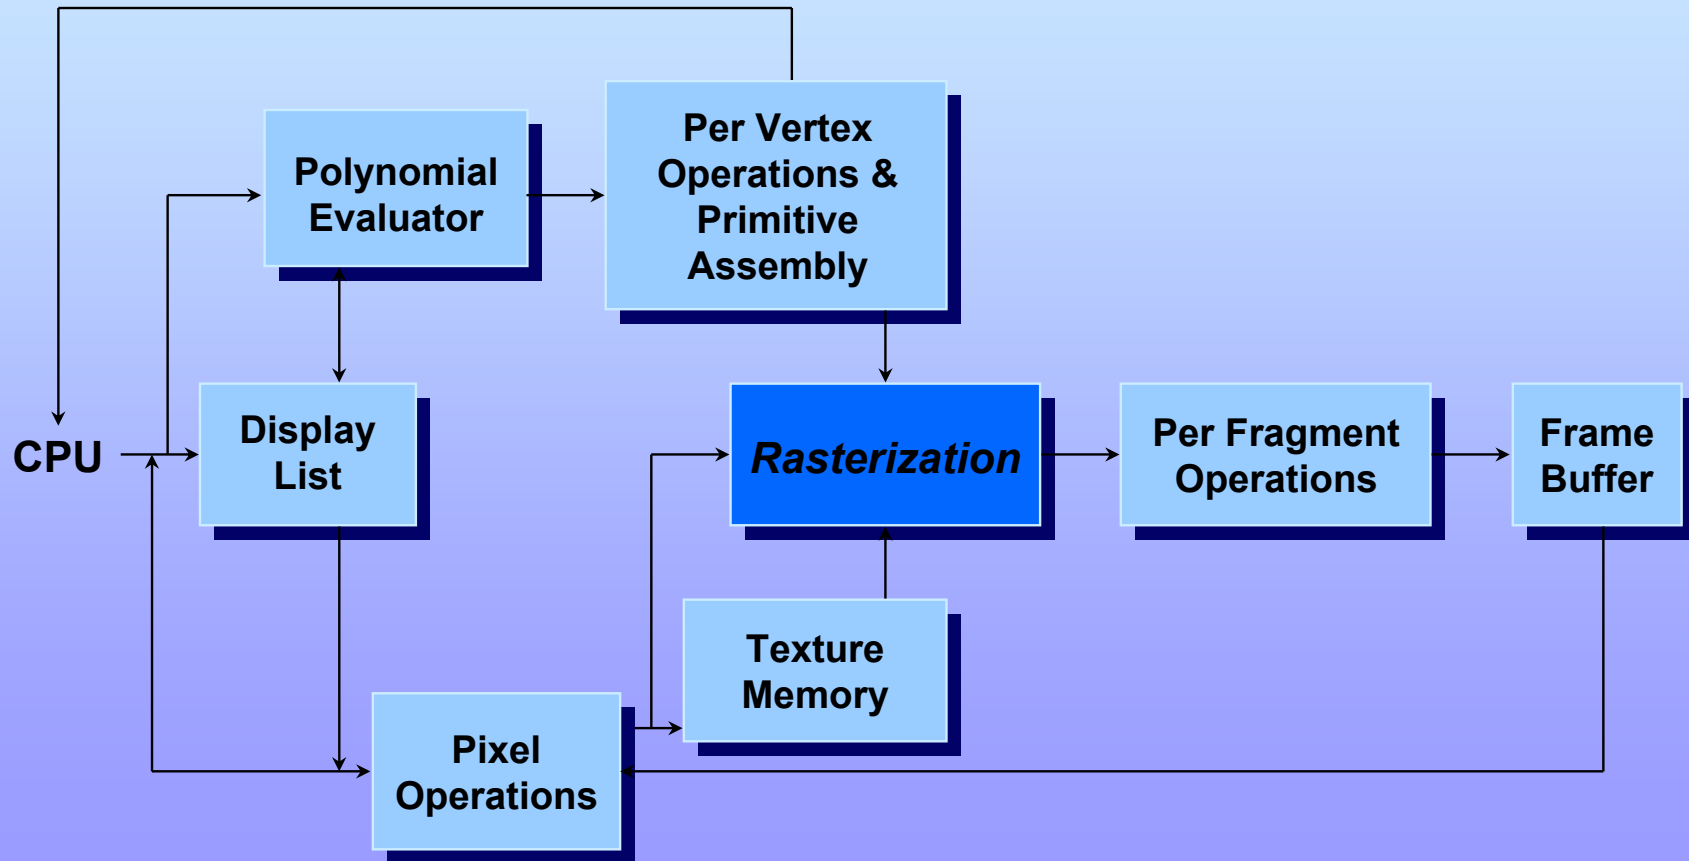 Per Vertex
Operations &
Primitive
Assembly
Polynomial
Evaluator
CPU
Display
List
Rasterization
Per Fragment
Operations
Frame
Buffer
Texture
Memory
Pixel
Operations